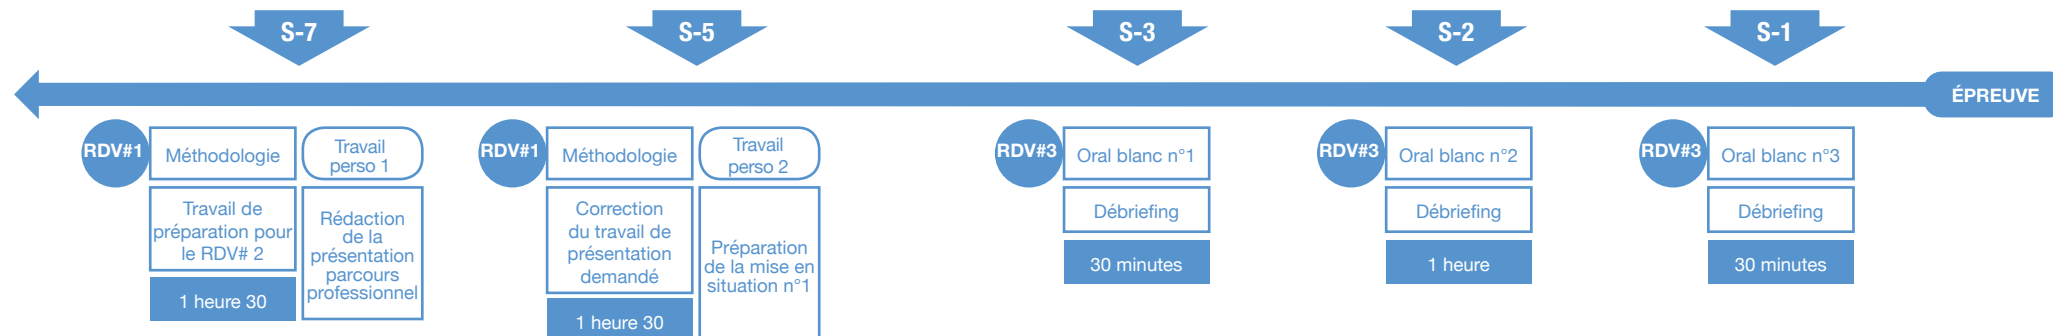 S-7
S-5
S-3
S-2
S-1
ÉPREUVE
RDV#1
Méthodologie
Travail
perso 1
Travail de
préparation pour
le RDV# 2
1 heure 30
Rédaction
de la
présentation
parcours
professionnel
RDV#1
Méthodologie
Travail
perso 2
Correction
du travail de
présentation
demandé
1 heure 30
Préparation
de la mise en
situation n°1
RDV#3
Oral blanc n°1
Débriefing
30 minutes
RDV#3
Oral blanc n°2
Débriefing
1 heure
RDV#3
Oral blanc n°3
Débriefing
30 minutes